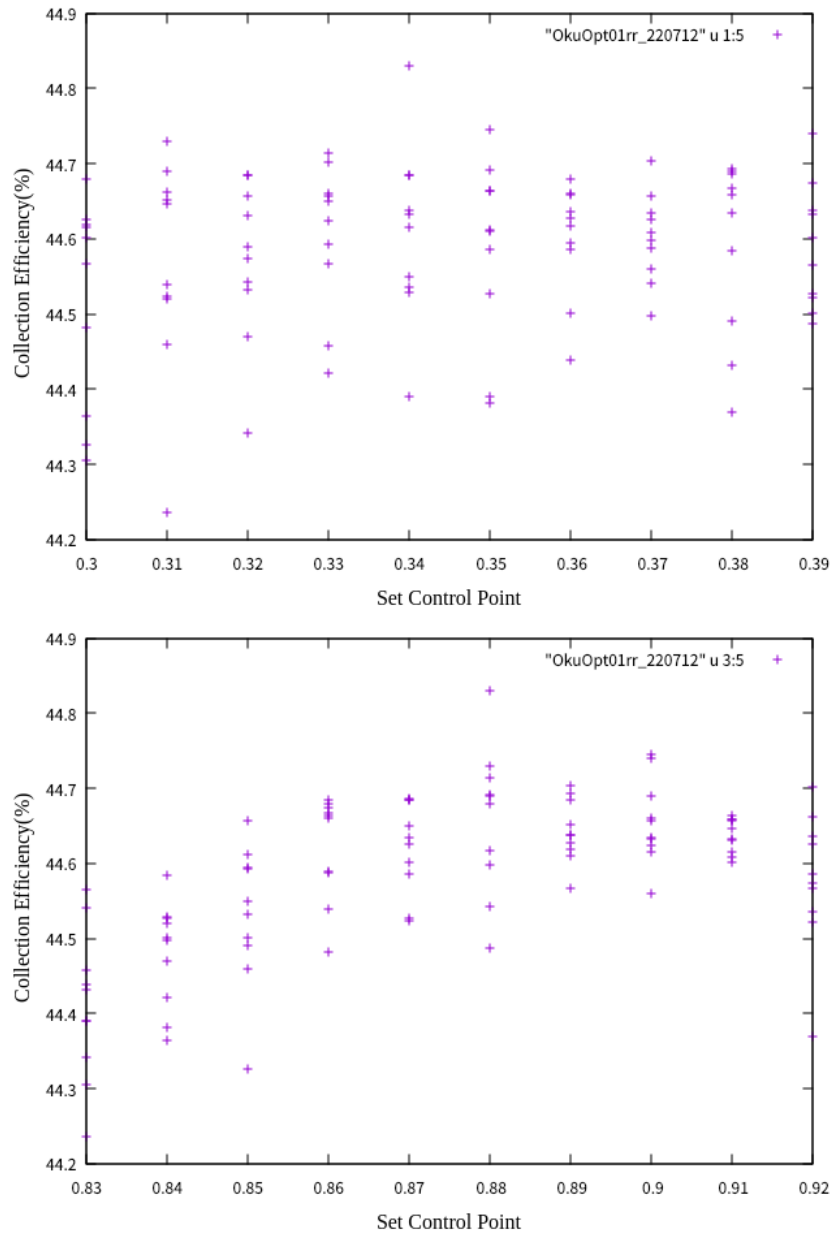 44.9
"OkuOpt01rr_220712" u 1:5
44.8
44.7
44.6
44.5
44.4
44.3
44.2
Collection Efficiency(%)
0.3 0.31 0.32 0.33 0.34 0.35 0.36 0.37 0.38 0.39
Set Control Point
44.9
"OkuOpt01rr_220712" u 3:5
44.8
44.7
44.6
44.5
44.4
44.3
44.2
Collection Efficiency(%)
0.83 0.84 0.85 0.86 0.87 0.88 0.89 0.9 0.91 0.92
Set Control Point